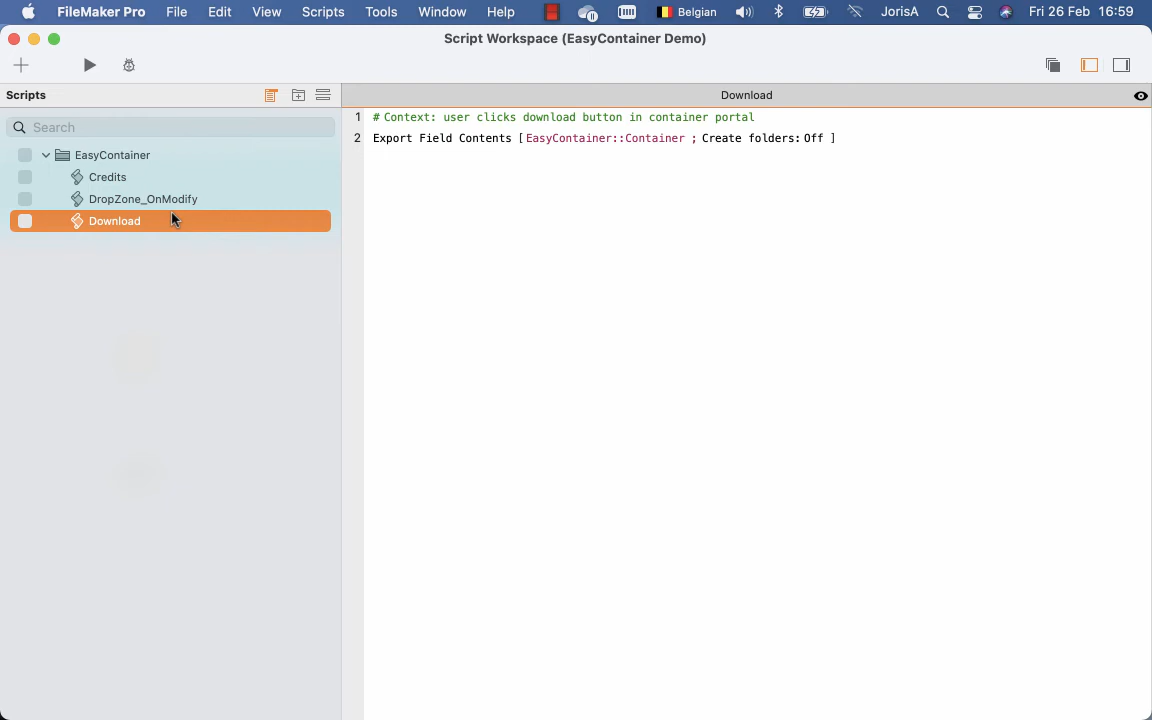 FileMaker Pro File Edit View Scripts Tools Window Help Belgian JorisA Fri 26 Feb 16:59
Script Workspace (EasyContainer Demo)
Scripts
Download
Search
EasyContainer
Credits
DropZone_OnModify
Download
1 # Context: user clicks download button in container portal
2 Export Field Contents [ EasyContainer::Container ; Create folders: Off ]